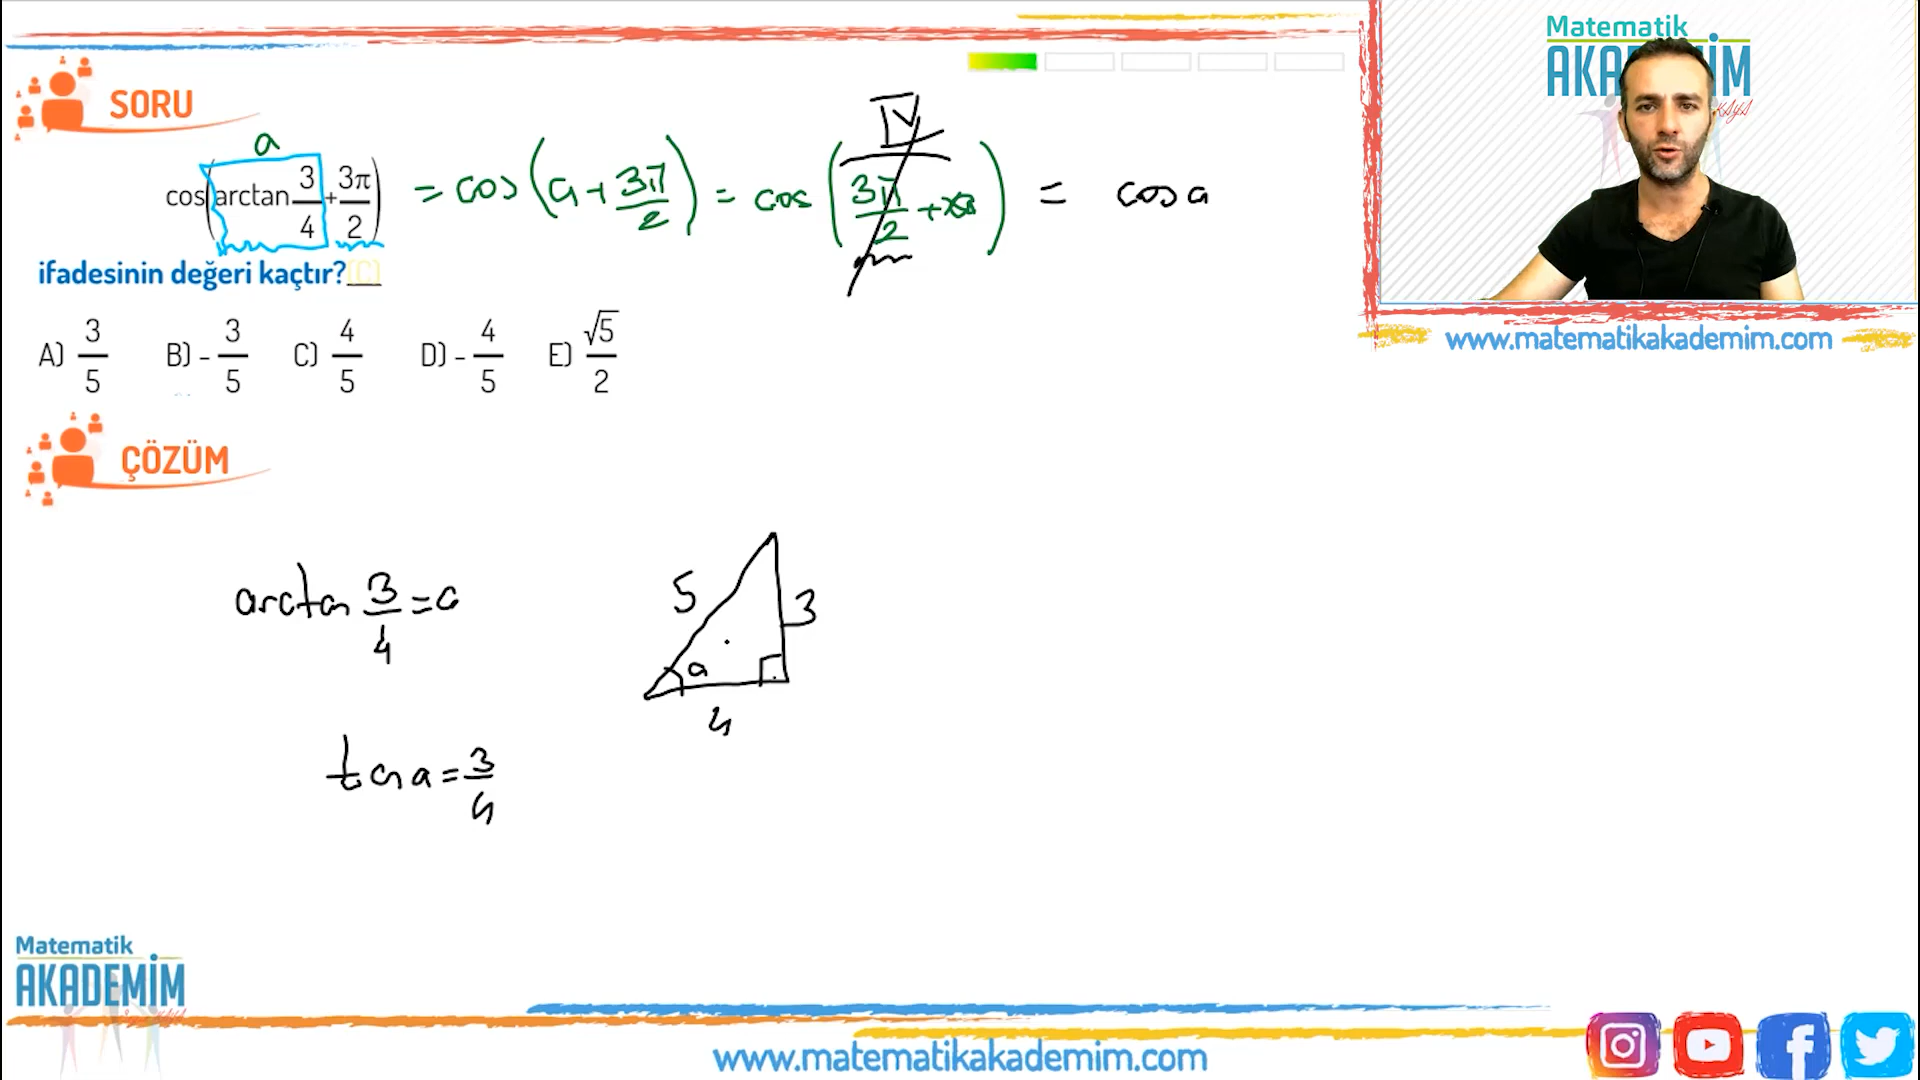 Matematik
AKADEMİM
SORU
a
cos(arctan 3/4 + 3π/2) = cos(a + 3π/2) = cos(3π/2 + a) = cos a
IV
ifadesinin değeri kaçtır? (C)
A) 3/5 B) - 3/5 C) 4/5 D) - 4/5 E) √5/2
www.matematikakademim.com
ÇÖZÜM
arctan 3/4 = a
5
3
a
4
tan a = 3/4
Matematik
AKADEMİM
www.matematikakademim.com